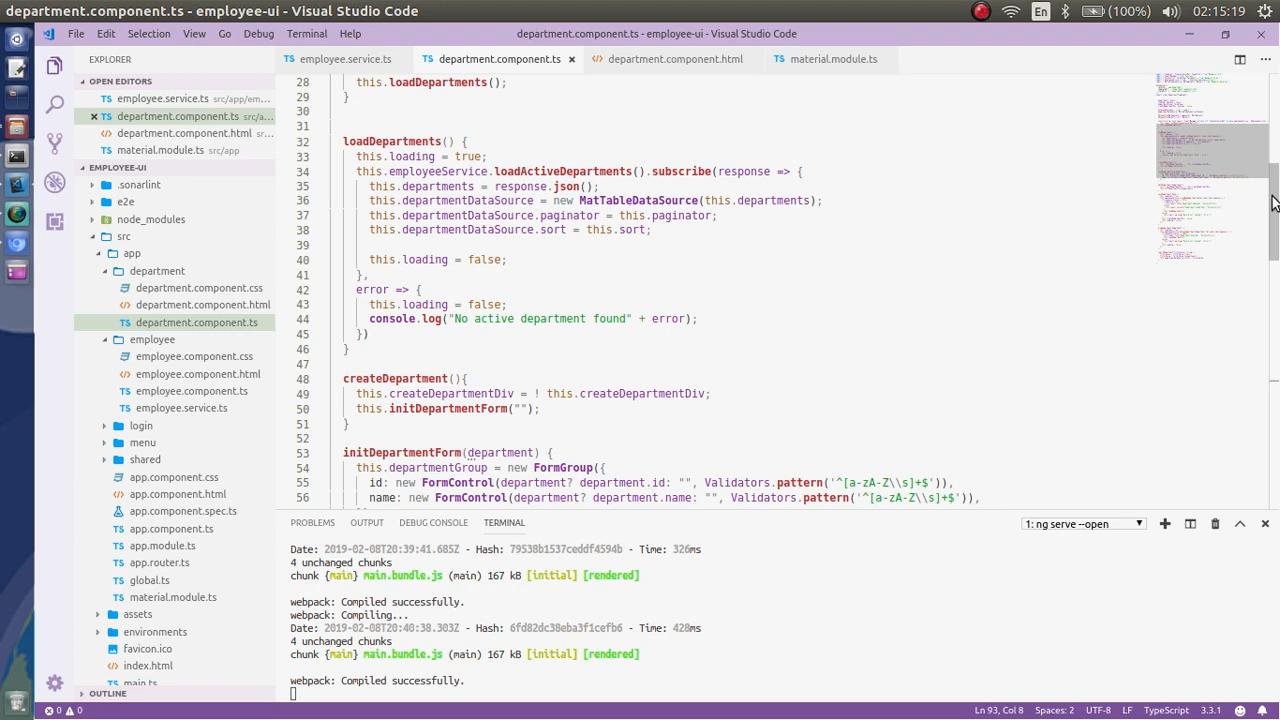 department.component.ts - employee-ui - Visual Studio Code
En
(100%)
02:15:19
File Edit Selection View Go Debug Terminal Help
department.component.ts - employee-ui - Visual Studio Code
EXPLORER
employee.service.ts
department.component.ts
department.component.html
material.module.ts
OPEN EDITORS
employee.service.ts src/app/em...
department.component.ts src/a...
department.component.html ...
material.module.ts src/app
EMPLOYEE-UI
.sonarlint
e2e
node_modules
src
app
department
department.component.css
department.component.html
department.component.ts
employee
employee.component.css
employee.component.html
employee.component.ts
employee.service.ts
login
menu
shared
app.component.css
app.component.html
app.component.spec.ts
app.component.ts
app.module.ts
app.router.ts
global.ts
material.module.ts
assets
environments
favicon.ico
index.html
main.ts
OUTLINE
28 this.loadDepartments();
29 }
30
31
32 loadDepartments() {
33 this.loading = true;
34 this.employeeService.loadActiveDepartments().subscribe(response => {
35 this.departments = response.json();
36 this.departmentDataSource = new MatTableDataSource(this.departments);
37 this.departmentDataSource.paginator = this.paginator;
38 this.departmentDataSource.sort = this.sort;
39
40 this.loading = false;
41 },
42 error => {
43 this.loading = false;
44 console.log("No active department found" + error);
45 })
46 }
47
48 createDepartment(){
49 this.createDepartmentDiv = ! this.createDepartmentDiv;
50 this.initDepartmentForm("");
51 }
52
53 initDepartmentForm(department) {
54 this.departmentGroup = new FormGroup({
55 id: new FormControl(department? department.id: "", Validators.pattern('^[a-zA-Z\\s]+$')),
56 name: new FormControl(department? department.name: "", Validators.pattern('^[a-zA-Z\\s]+$')),
PROBLEMS OUTPUT DEBUG CONSOLE TERMINAL
1: ng serve --open
Date: 2019-02-08T20:39:41.685Z - Hash: 79538b1537ceddf4594b - Time: 326ms
4 unchanged chunks
chunk {main} main.bundle.js (main) 167 kB [initial] [rendered]
webpack: Compiled successfully.
webpack: Compiling...
Date: 2019-02-08T20:40:38.303Z - Hash: 6fd82dc38eba3f1cefb6 - Time: 428ms
4 unchanged chunks
chunk {main} main.bundle.js (main) 167 kB [initial] [rendered]
webpack: Compiled successfully.
0 0
Ln 93, Col 8 Spaces: 2 UTF-8 LF TypeScript 3.3.1